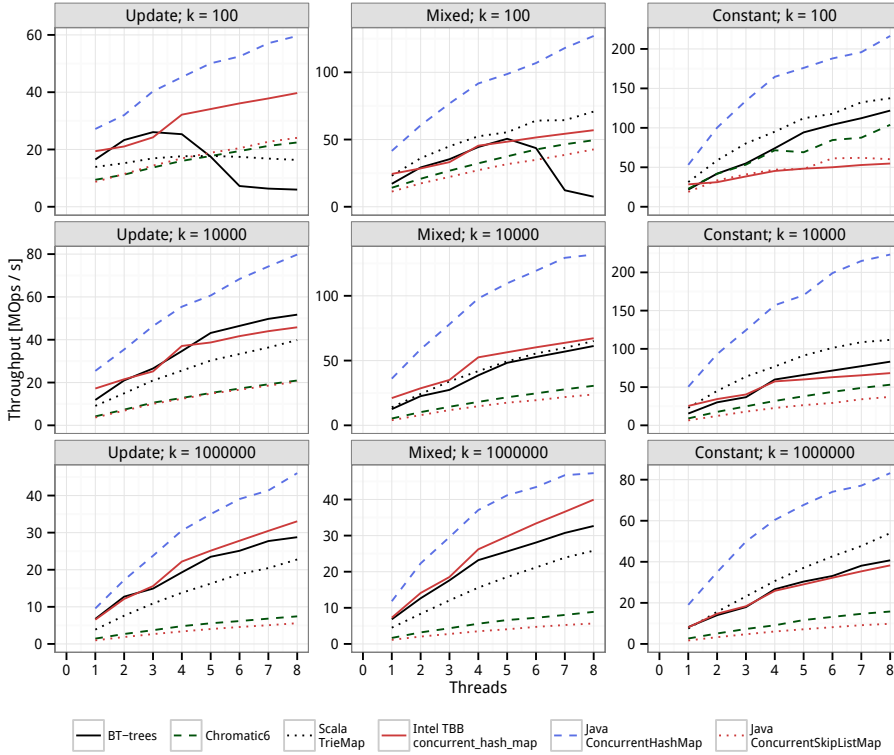 Update; k = 100
Mixed; k = 100
Constant; k = 100
60
40
20
0
100
50
0
200
150
100
50
0
Update; k = 10000
Mixed; k = 10000
Constant; k = 10000
80
60
40
20
0
100
50
0
200
150
100
50
0
Throughput [MOps / s]
Update; k = 1000000
Mixed; k = 1000000
Constant; k = 1000000
40
30
20
10
0
40
30
20
10
0
80
60
40
20
0
0 1 2 3 4 5 6 7 8
0 1 2 3 4 5 6 7 8
0 1 2 3 4 5 6 7 8
Threads
BT−trees
Chromatic6
Scala
TrieMap
Intel TBB
concurrent_hash_map
Java
ConcurrentHashMap
Java
ConcurrentSkipListMap